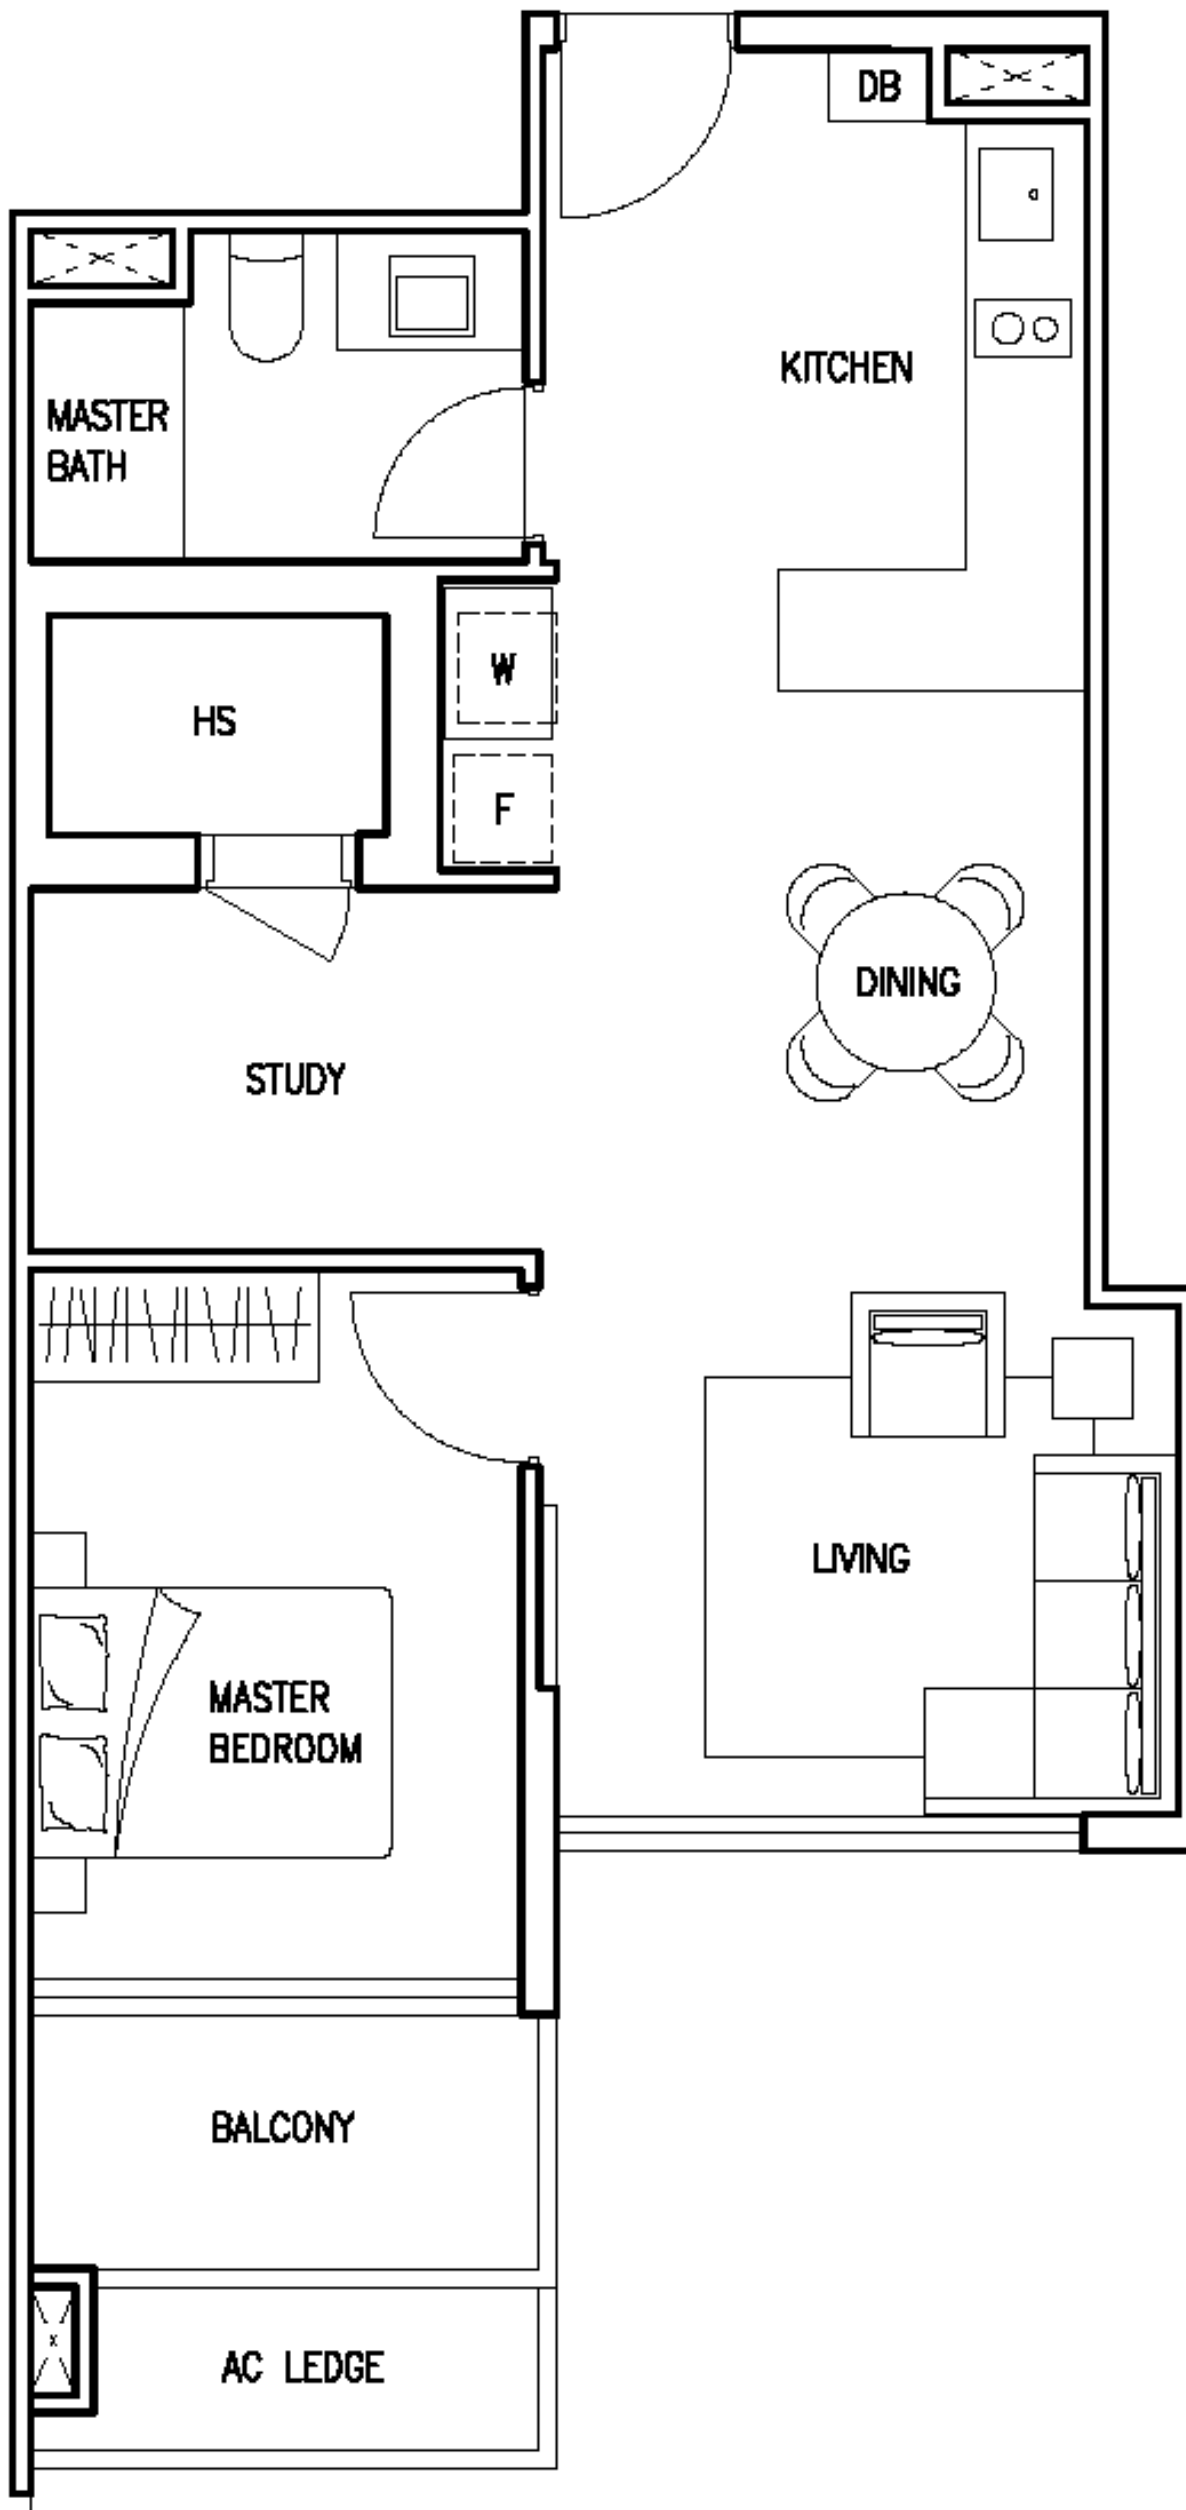 DB
KITCHEN
MASTER
BATH
W
HS
F
DINING
STUDY
LIVING
MASTER
BEDROOM
BALCONY
AC LEDGE